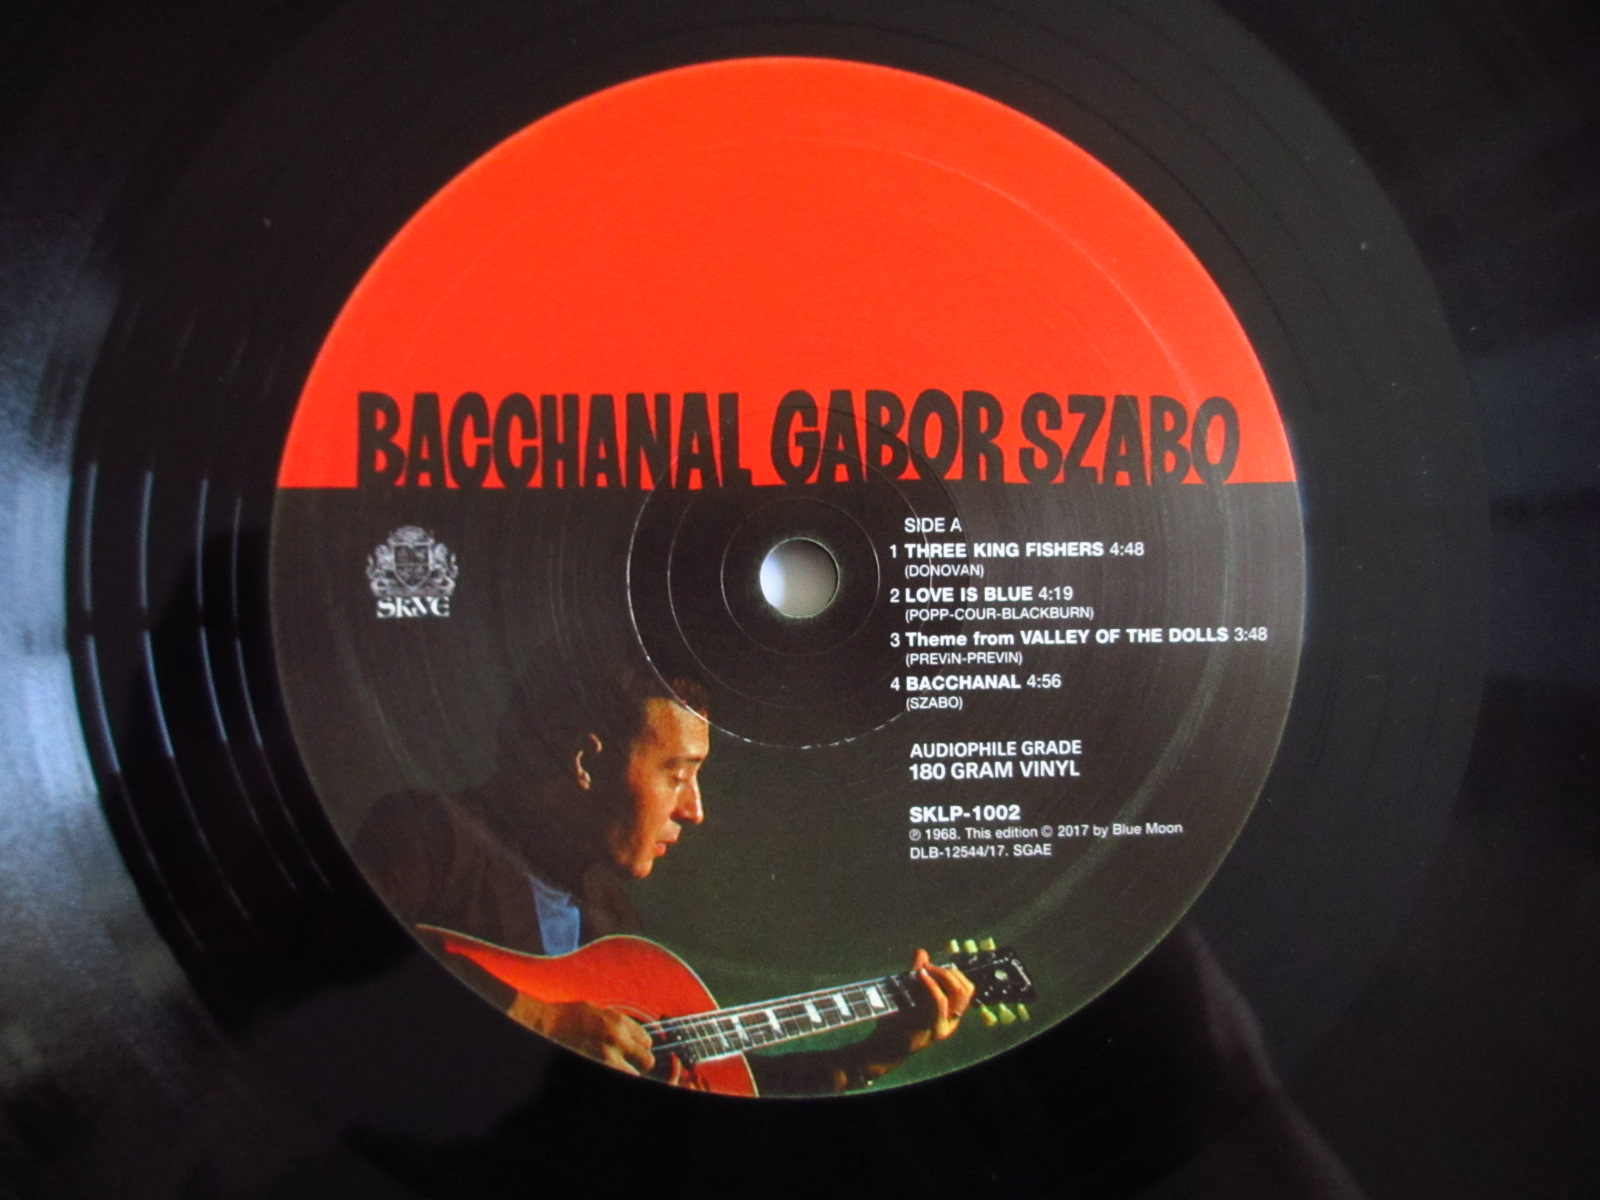 BACCHANAL GABOR SZABO
SKYE
SIDE A
1 THREE KING FISHERS 4:48
(DONOVAN)
2 LOVE IS BLUE 4:19
(POPP-COUR-BLACKBURN)
3 Theme from VALLEY OF THE DOLLS 3:48
(PREViN-PREVIN)
4 BACCHANAL 4:56
(SZABO)
AUDIOPHILE GRADE
180 GRAM VINYL
SKLP-1002
℗ 1968. This edition © 2017 by Blue Moon
DLB-12544/17. SGAE